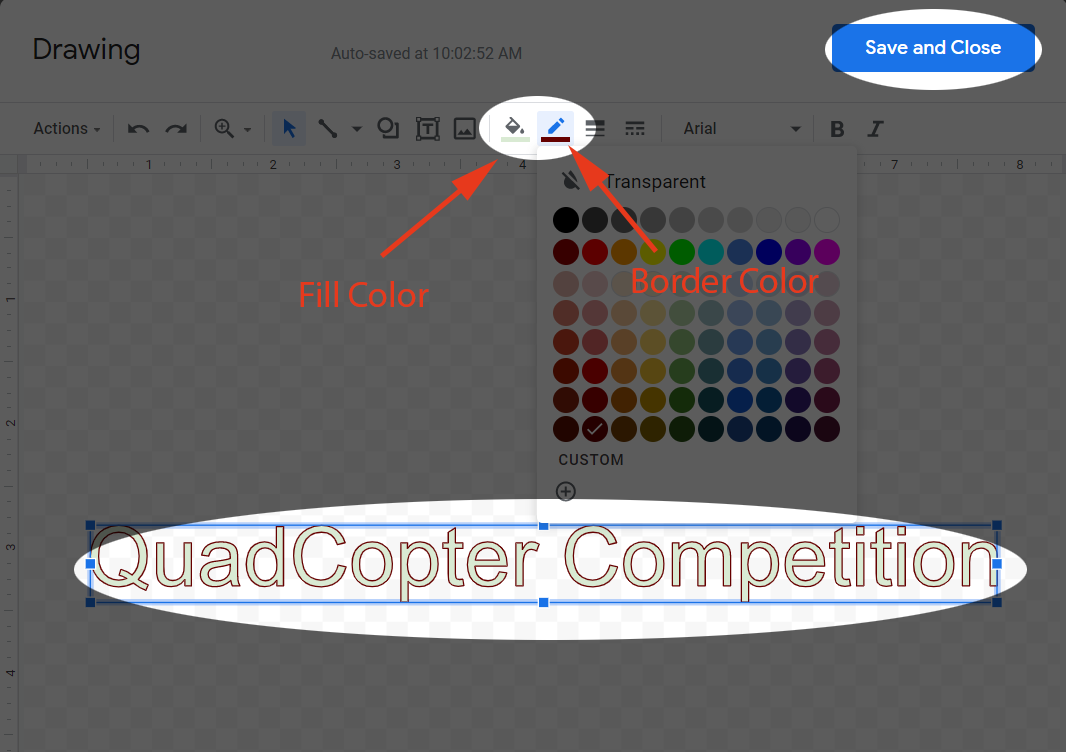 Drawing
Auto-saved at 10:02:52 AM
Save and Close
Actions
T
Arial
B
I
1 2 3 4 7 8
Transparent
Fill Color
Border Color
CUSTOM
QuadCopter Competition
1
2
3
4